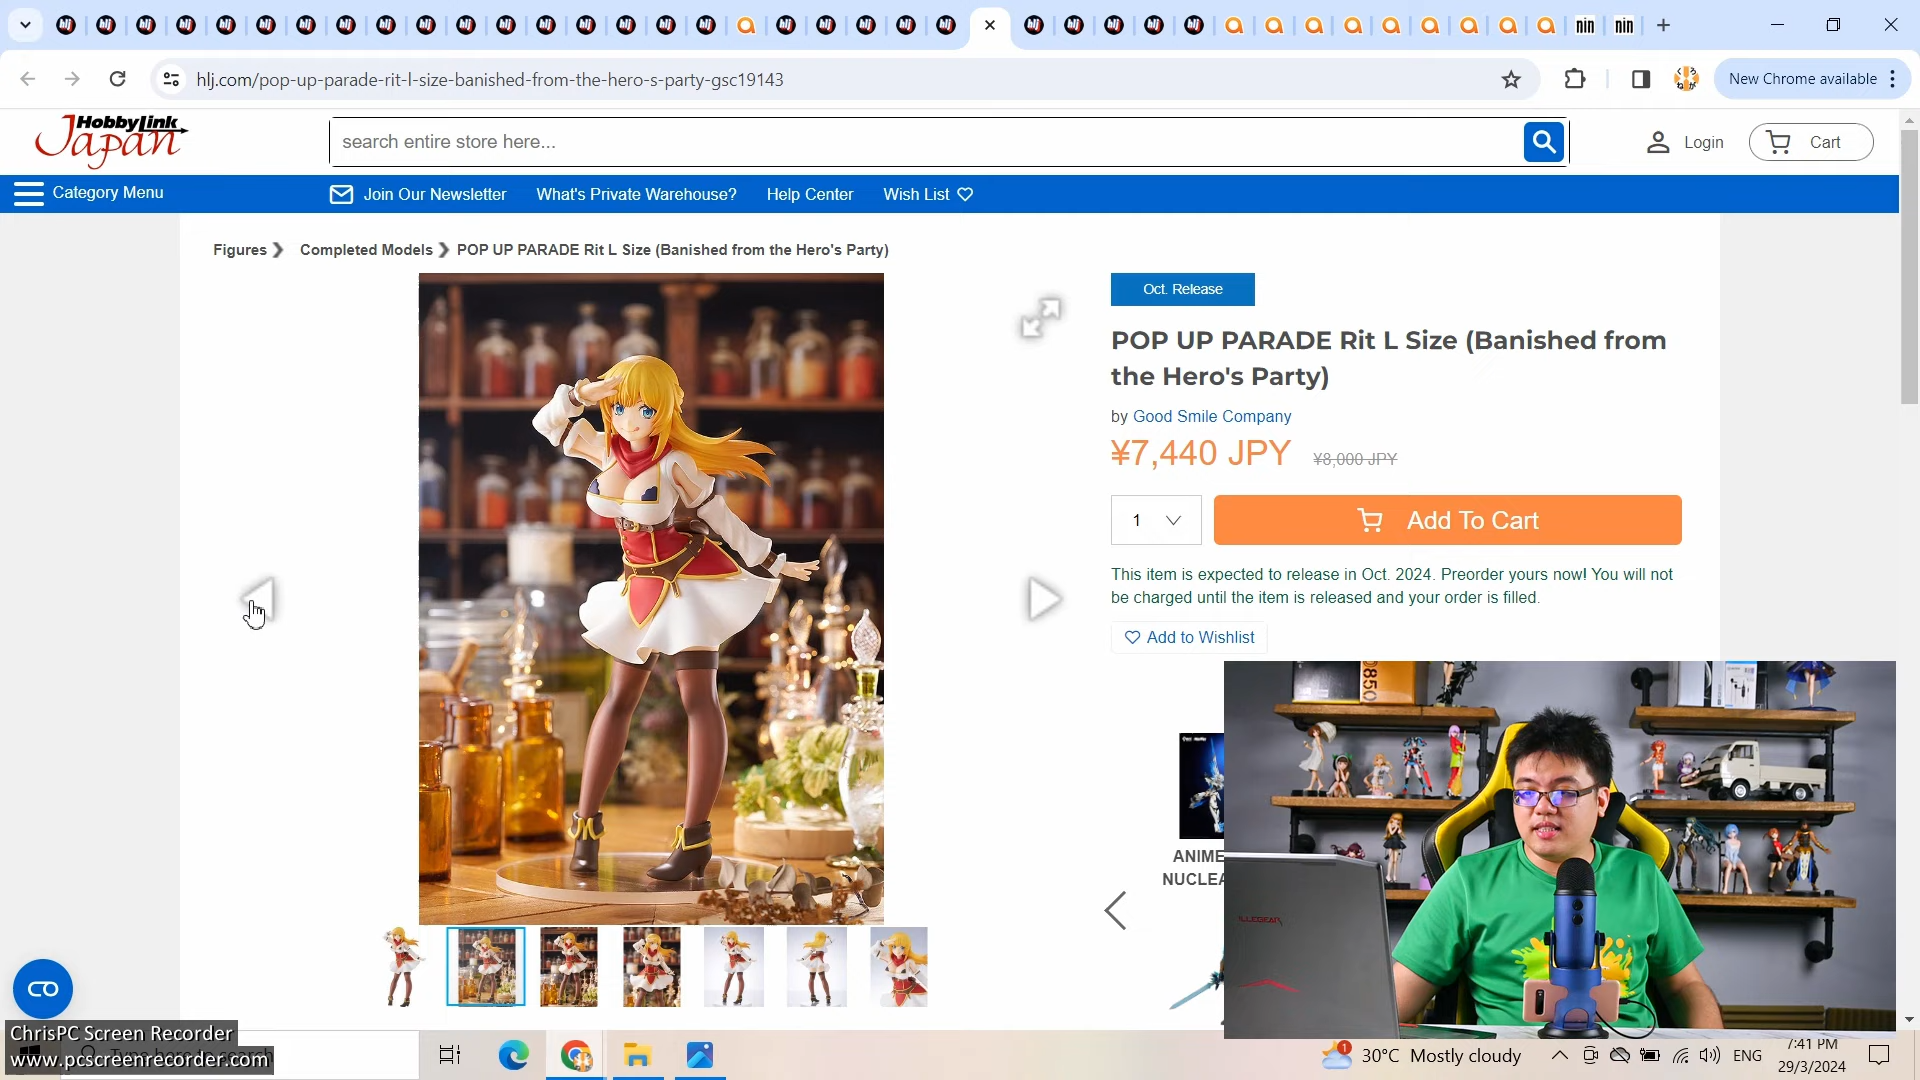 hlj.com/pop-up-parade-rit-l-size-banished-from-the-hero-s-party-gsc19143
New Chrome available
HobbyLink
Japan
search entire store here...
Login
Cart
Category Menu
Join Our Newsletter
What's Private Warehouse?
Help Center
Wish List
Figures
Completed Models
POP UP PARADE Rit L Size (Banished from the Hero's Party)
Oct. Release
POP UP PARADE Rit L Size (Banished from
the Hero's Party)
by Good Smile Company
¥7,440 JPY
¥8,000 JPY
1
Add To Cart
This item is expected to release in Oct. 2024. Preorder yours now! You will not
be charged until the item is released and your order is filled.
Add to Wishlist
ANIME
NUCLEA
ChrisPC Screen Recorder
www.pcscreenrecorder.com
1
30°C Mostly cloudy
ENG
7:41 PM
29/3/2024